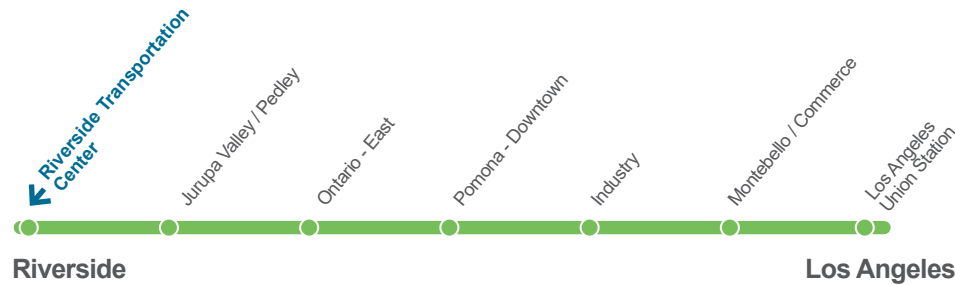 Riverside Transportation
Center
Jurupa Valley / Pedley
Ontario - East
Pomona - Downtown
Industry
Montebello / Commerce
Los Angeles
Union Station
Riverside
Los Angeles